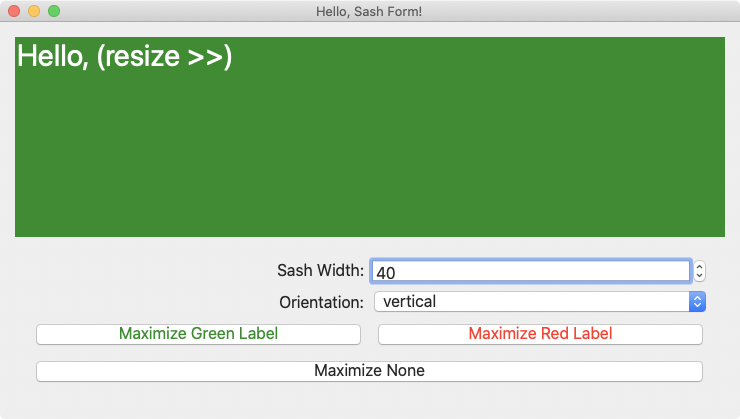 Hello, Sash Form!
Hello, (resize >>)
Sash Width: 40
Orientation: vertical
Maximize Green Label Maximize Red Label
Maximize None